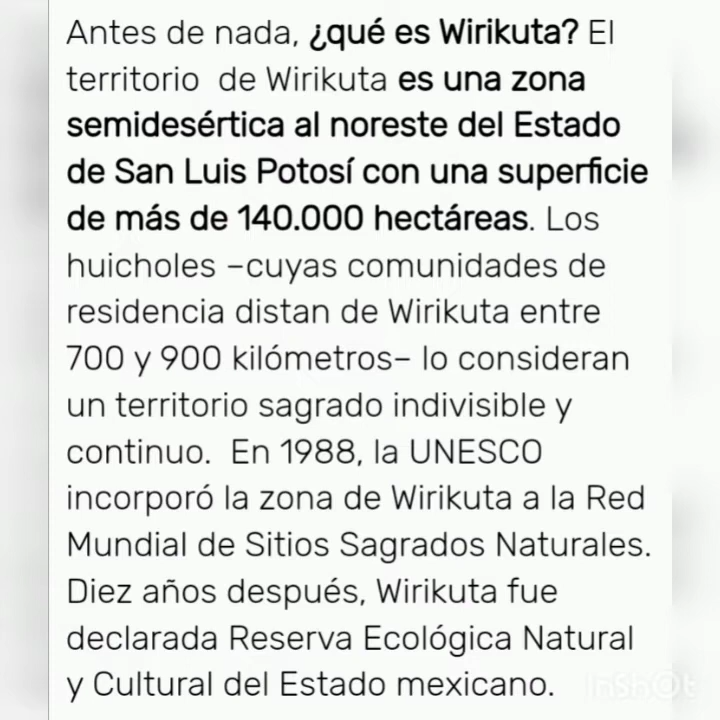 Antes de nada, ¿qué es Wirikuta? El
territorio de Wirikuta es una zona
semidesértica al noreste del Estado
de San Luis Potosí con una superficie
de más de 140.000 hectáreas. Los
huicholes –cuyas comunidades de
residencia distan de Wirikuta entre
700 y 900 kilómetros– lo consideran
un territorio sagrado indivisible y
continuo. En 1988, la UNESCO
incorporó la zona de Wirikuta a la Red
Mundial de Sitios Sagrados Naturales.
Diez años después, Wirikuta fue
declarada Reserva Ecológica Natural
y Cultural del Estado mexicano.
InShOt